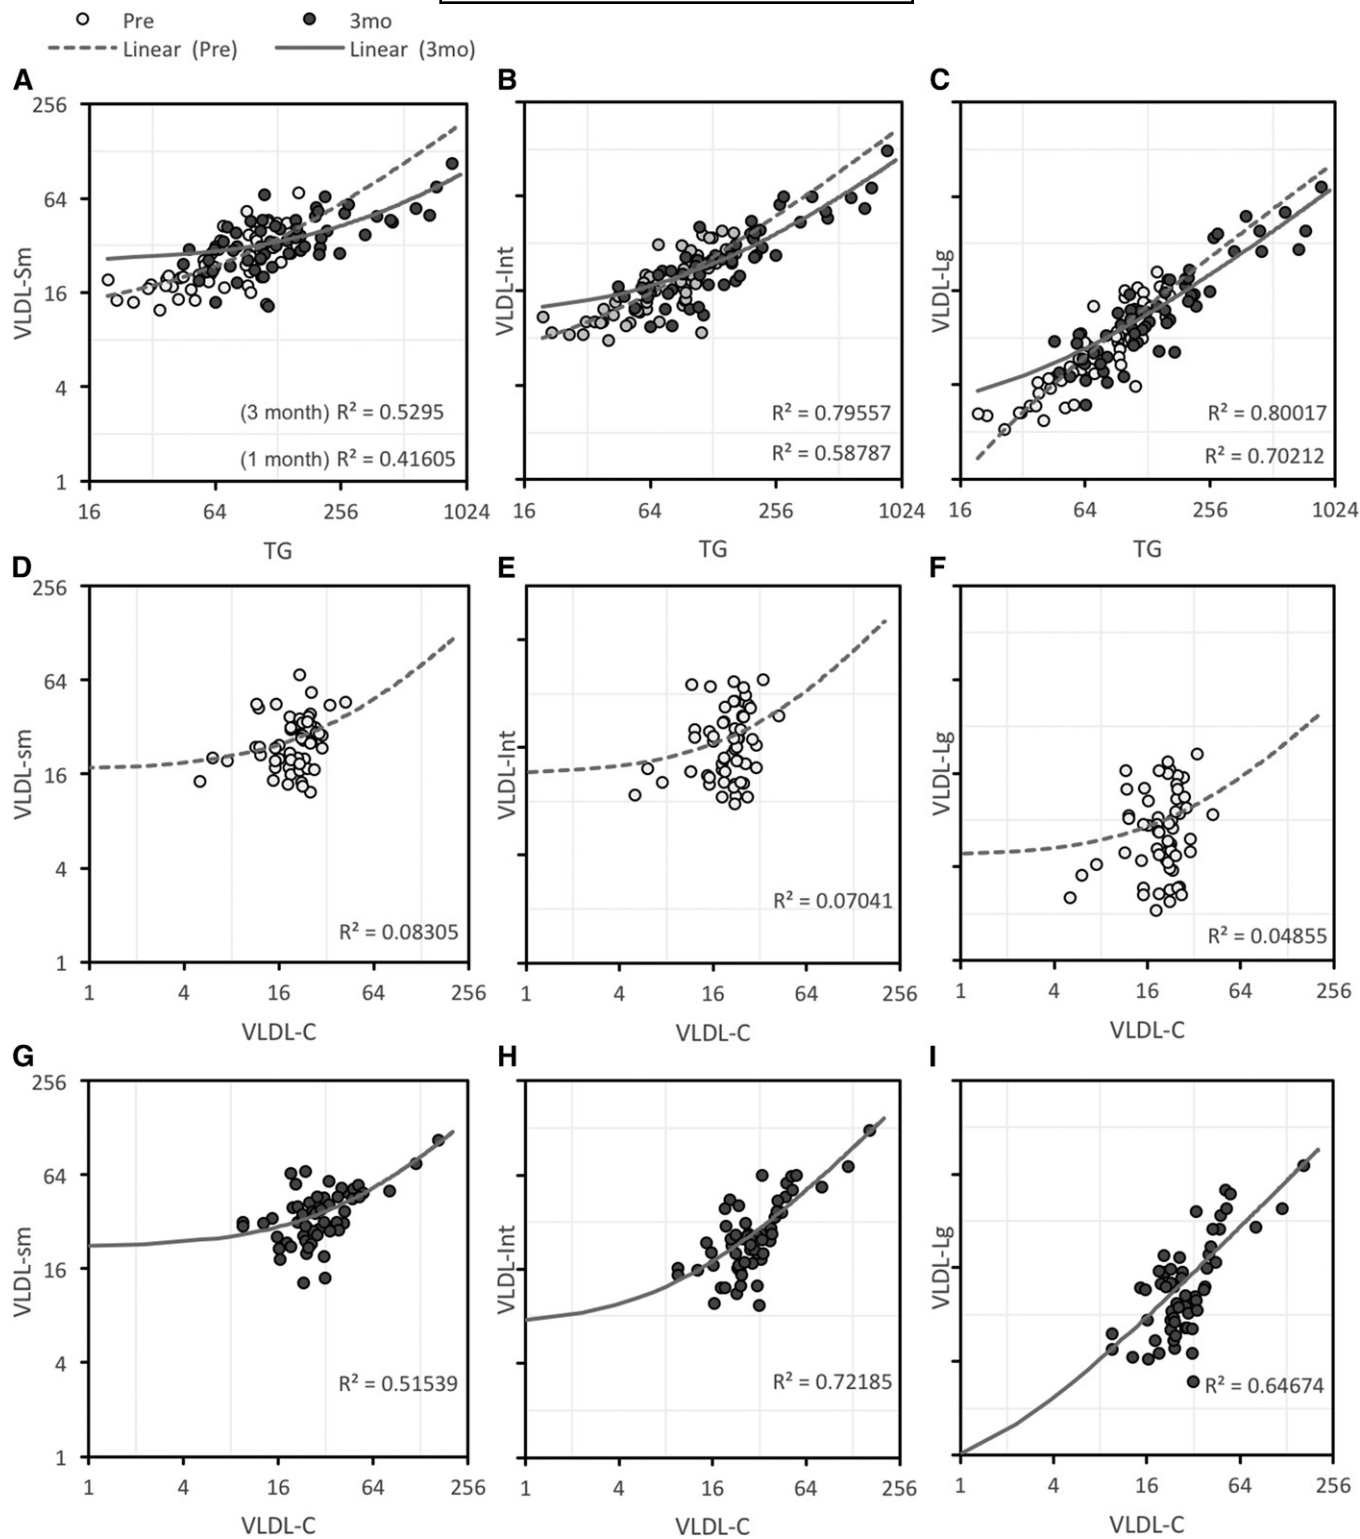 Pre 3mo
Linear (Pre) Linear (3mo)
A B C
256
64
16
4
1
VLDL-Sm
(3 month) R² = 0.5295
(1 month) R² = 0.41605
16 64 256 1024
TG
VLDL-Int
R² = 0.79557
R² = 0.58787
16 64 256 1024
TG
VLDL-Lg
R² = 0.80017
R² = 0.70212
16 64 256 1024
TG
D E F
256
64
16
4
1
VLDL-sm
R² = 0.08305
1 4 16 64 256
VLDL-C
VLDL-Int
R² = 0.07041
1 4 16 64 256
VLDL-C
VLDL-Lg
R² = 0.04855
1 4 16 64 256
VLDL-C
G H I
256
64
16
4
1
VLDL-sm
R² = 0.51539
1 4 16 64 256
VLDL-C
VLDL-Int
R² = 0.72185
1 4 16 64 256
VLDL-C
VLDL-Lg
R² = 0.64674
1 4 16 64 256
VLDL-C